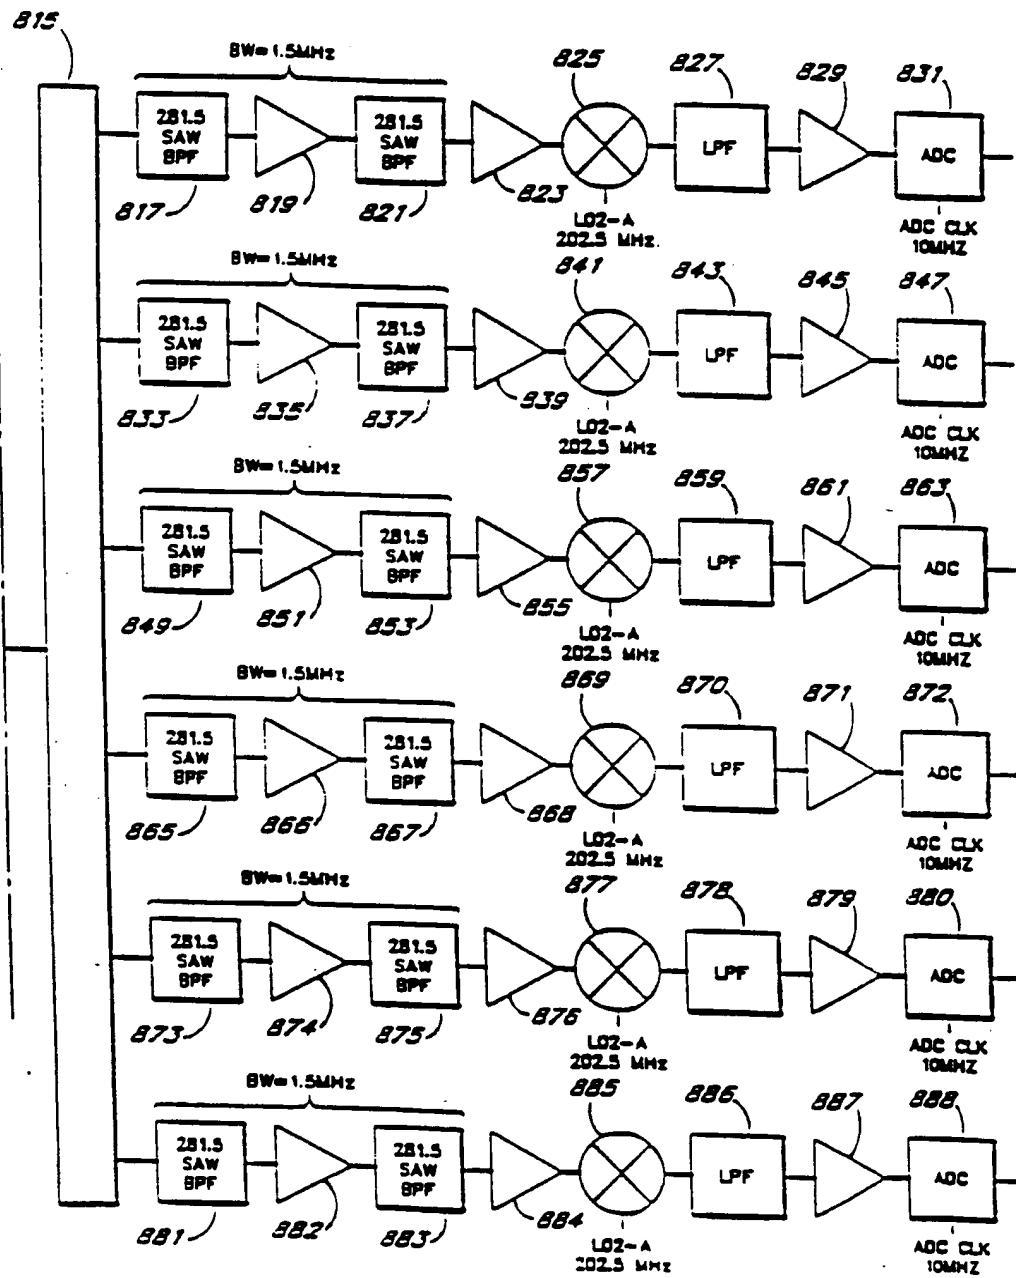 815
BW=1.5MHz
825
827
829
831
281.5
SAW
BPF
281.5
SAW
BPF
LPF
ADC
817
819
821
823
LO2-A
202.5 MHz
ADC CLK
10MHZ
BW=1.5MHz
841
843
845
847
281.5
SAW
BPF
281.5
SAW
BPF
LPF
ADC
833
835
837
839
LO2-A
202.5 MHz
ADC CLK
10MHZ
BW=1.5MHz
857
859
861
863
281.5
SAW
BPF
281.5
SAW
BPF
LPF
ADC
849
851
853
855
LO2-A
202.5 MHz
ADC CLK
10MHZ
BW=1.5MHz
869
870
871
872
281.5
SAW
BPF
281.5
SAW
BPF
LPF
ADC
865
866
867
868
LO2-A
202.5 MHz
ADC CLK
10MHZ
BW=1.5MHz
877
878
879
880
281.5
SAW
BPF
281.5
SAW
BPF
LPF
ADC
873
874
875
876
LO2-A
202.5 MHz
ADC CLK
10MHZ
BW=1.5MHz
885
886
887
888
281.5
SAW
BPF
281.5
SAW
BPF
LPF
ADC
881
882
883
884
LO2-A
202.5 MHz
ADC CLK
10MHZ